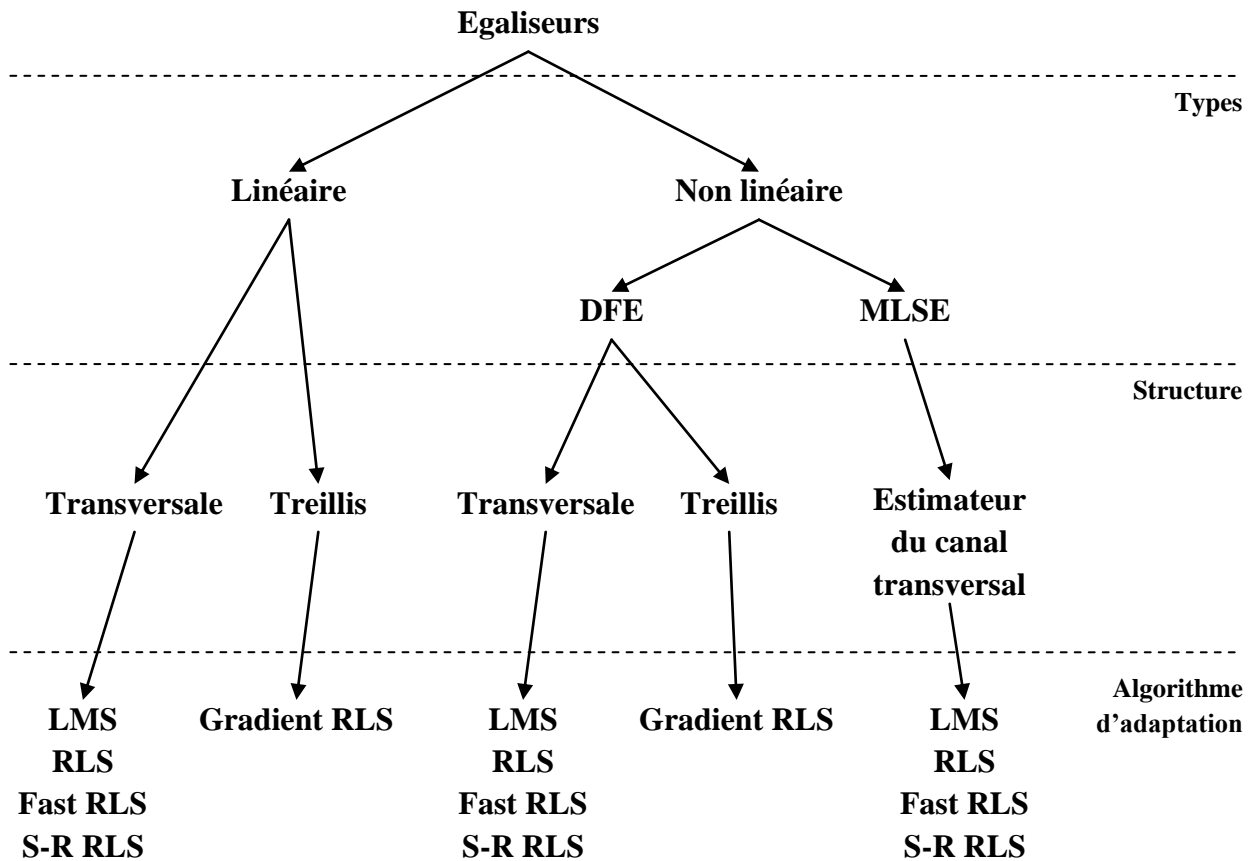 Egaliseurs
Types
Linéaire
Non linéaire
DFE
MLSE
Structure
Transversale
Treillis
Transversale
Treillis
Estimateur
du canal
transversal
Algorithme
d’adaptation
LMS
RLS
Fast RLS
S-R RLS
Gradient RLS
LMS
RLS
Fast RLS
S-R RLS
Gradient RLS
LMS
RLS
Fast RLS
S-R RLS